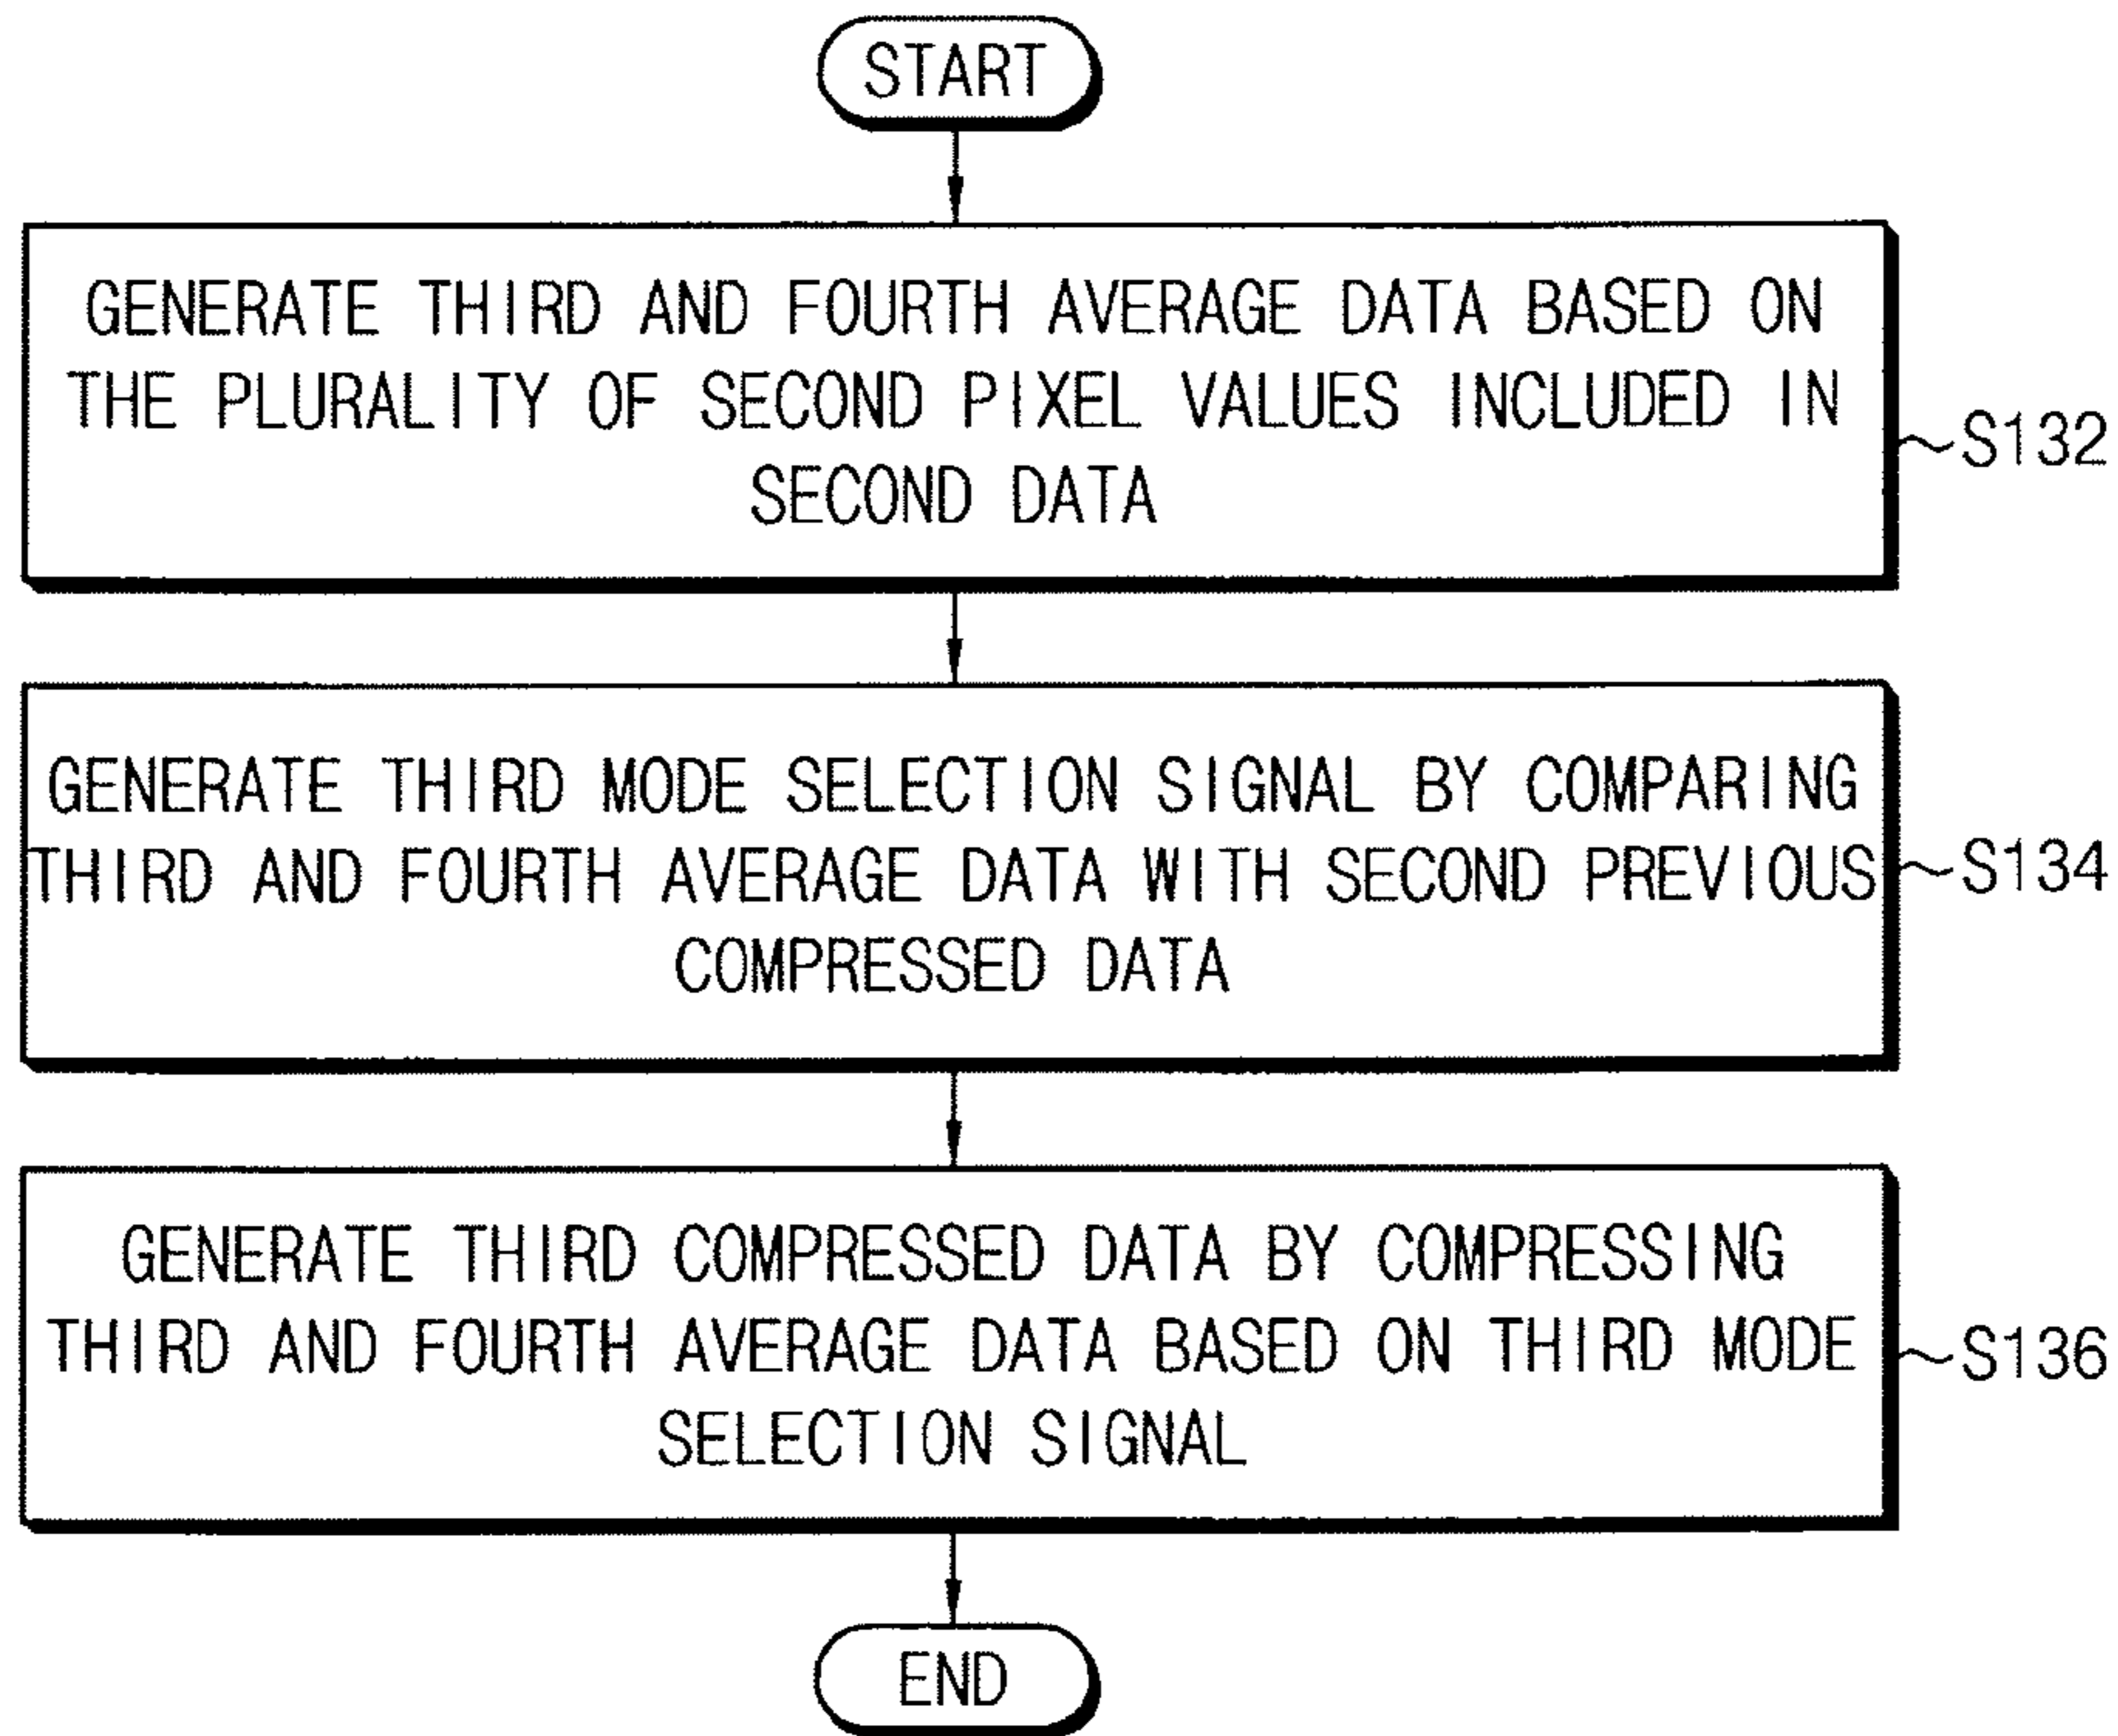 START
GENERATE THIRD AND FOURTH AVERAGE DATA BASED ON
THE PLURALITY OF SECOND PIXEL VALUES INCLUDED IN
SECOND DATA
S132
GENERATE THIRD MODE SELECTION SIGNAL BY COMPARING
THIRD AND FOURTH AVERAGE DATA WITH SECOND PREVIOUS
COMPRESSED DATA
S134
GENERATE THIRD COMPRESSED DATA BY COMPRESSING
THIRD AND FOURTH AVERAGE DATA BASED ON THIRD MODE
SELECTION SIGNAL
S136
END